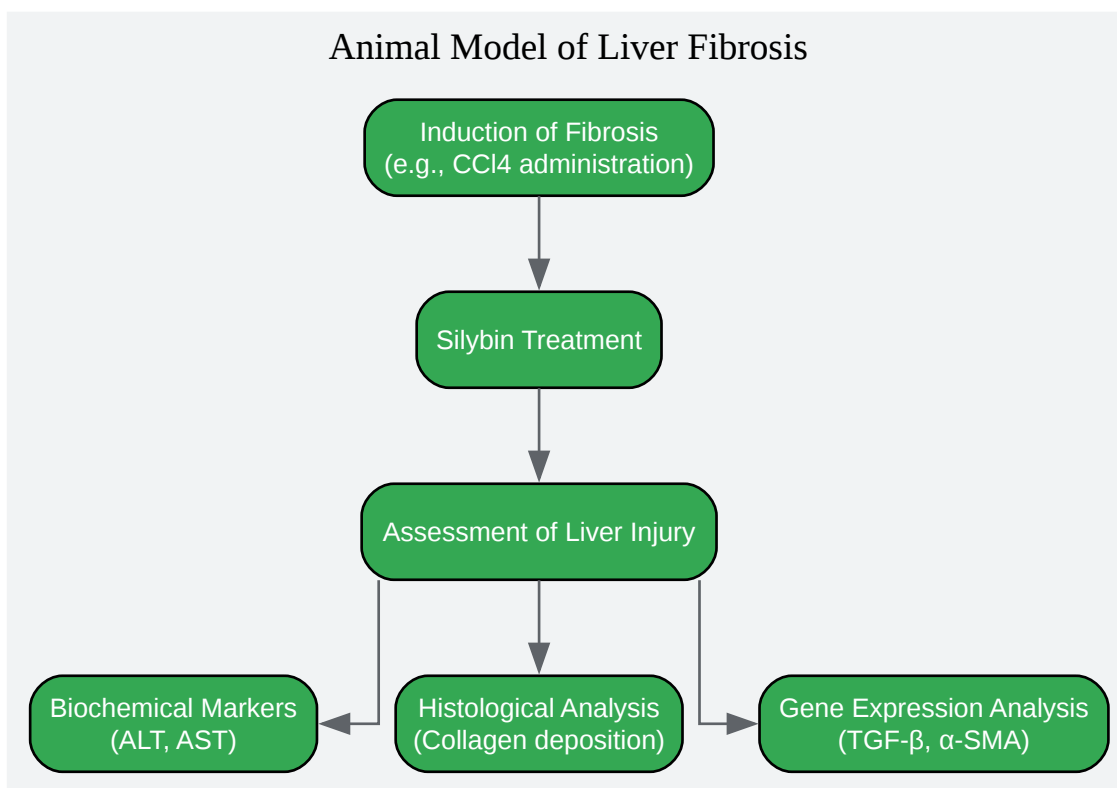 Animal Model of Liver Fibrosis
Induction of Fibrosis
(e.g., CCl4 administration)
Silybin Treatment
Assessment of Liver Injury
Biochemical Markers
(ALT, AST)
Histological Analysis
(Collagen deposition)
Gene Expression Analysis
(TGF-β, α-SMA)